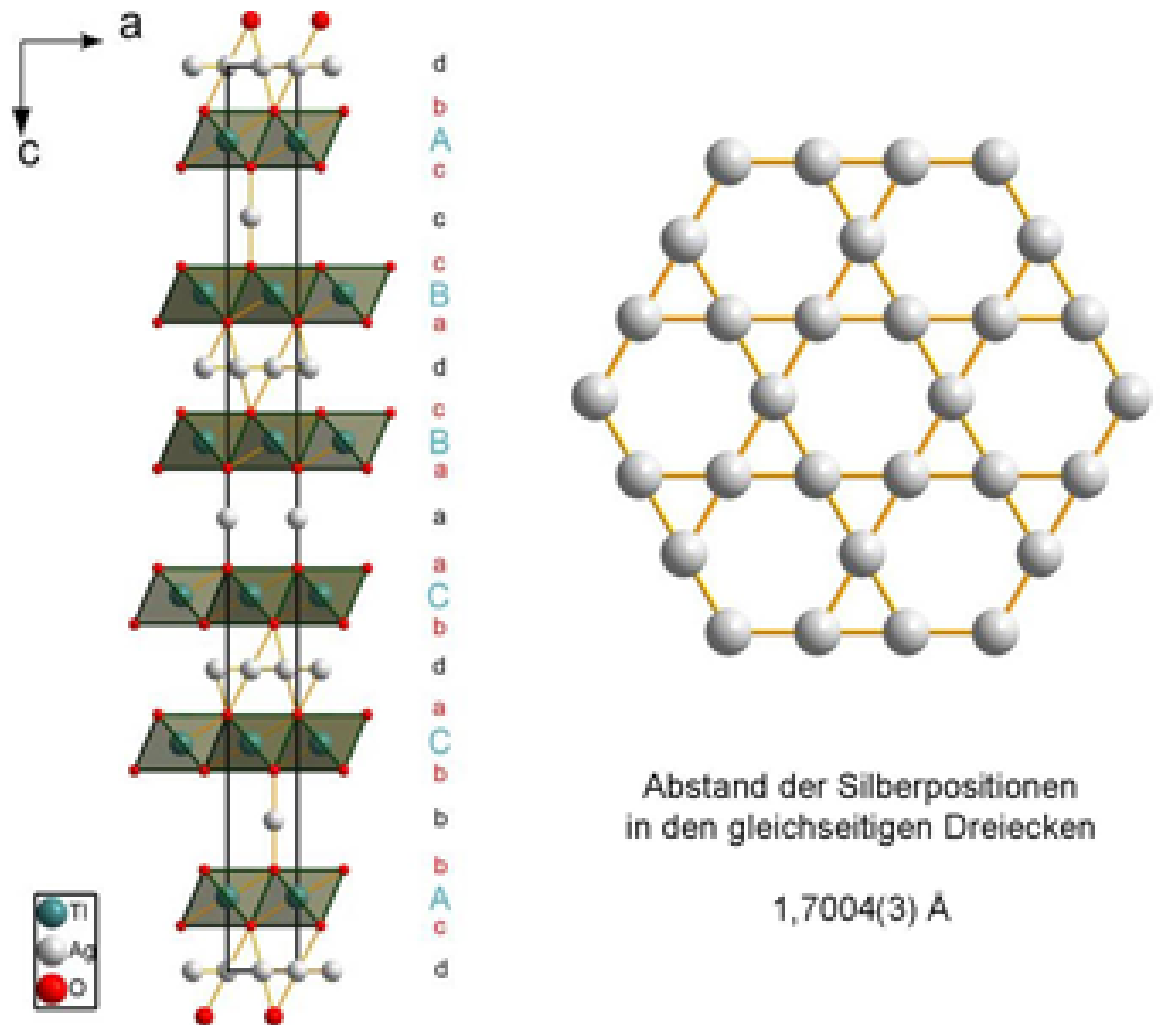 a
c
d
b
A
c
c
c
B
a
d
c
B
a
a
a
C
b
d
a
C
b
b
b
A
c
d
Tl
Ag
O
Abstand der Silberpositionen
in den gleichseitigen Dreiecken
1,7004(3) Å